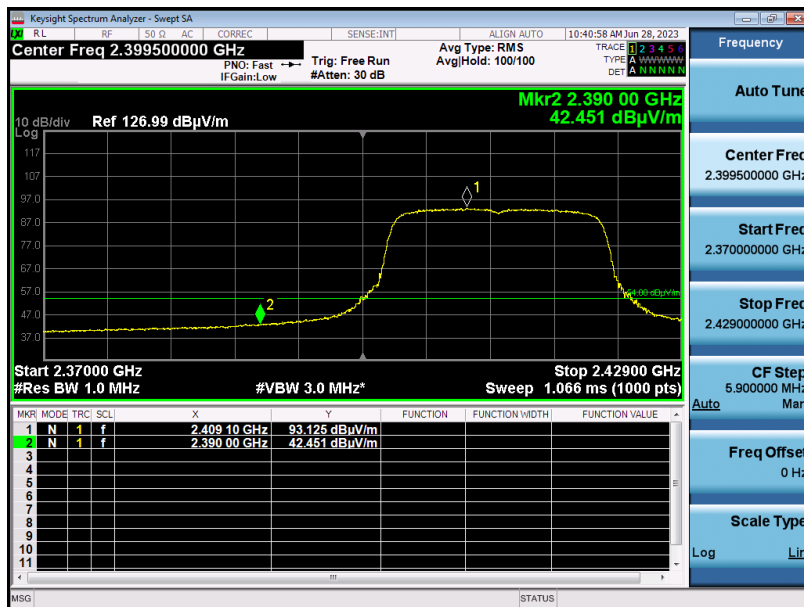 Keysight Spectrum Analyzer - Swept SA
LXI RL RF 50 Ω AC CORREC SENSE:INT ALIGN AUTO 10:40:58 AM Jun 28, 2023
Center Freq 2.399500000 GHz
PNO: Fast
IFGain:Low
Trig: Free Run
#Atten: 30 dB
Avg Type: RMS
Avg|Hold: 100/100
TRACE 1 2 3 4 5 6
TYPE A WWWWW
DET A N N N N N
Mkr2 2.390 00 GHz
42.451 dBµV/m
10 dB/div Ref 126.99 dBµV/m
Log
117
107
97.0
87.0
77.0
67.0
57.0
47.0
37.0
1
2
54.00 dBµV/m
Start 2.37000 GHz Stop 2.42900 GHz
#Res BW 1.0 MHz #VBW 3.0 MHz* Sweep 1.066 ms (1000 pts)
MKR MODE TRC SCL X Y FUNCTION FUNCTION WIDTH FUNCTION VALUE
1 N 1 f 2.409 10 GHz 93.125 dBµV/m
2 N 1 f 2.390 00 GHz 42.451 dBµV/m
3
4
5
6
7
8
9
10
11
MSG STATUS
Frequency
Auto Tune
Center Freq
2.399500000 GHz
Start Freq
2.370000000 GHz
Stop Freq
2.429000000 GHz
CF Step
5.900000 MHz
Auto Man
Freq Offset
0 Hz
Scale Type
Log Lin